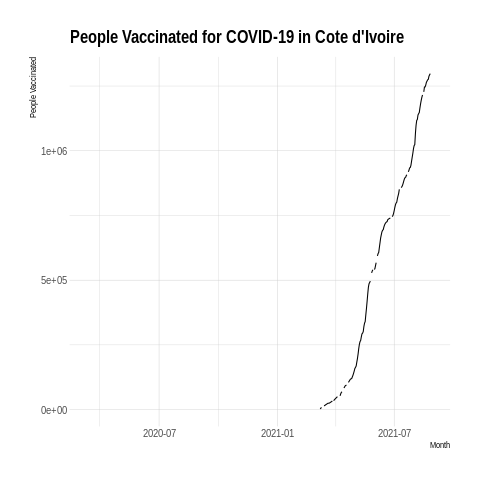 People Vaccinated for COVID-19 in Cote d'Ivoire
People Vaccinated
1e+06
5e+05
0e+00
2020-07
2021-01
2021-07
Month